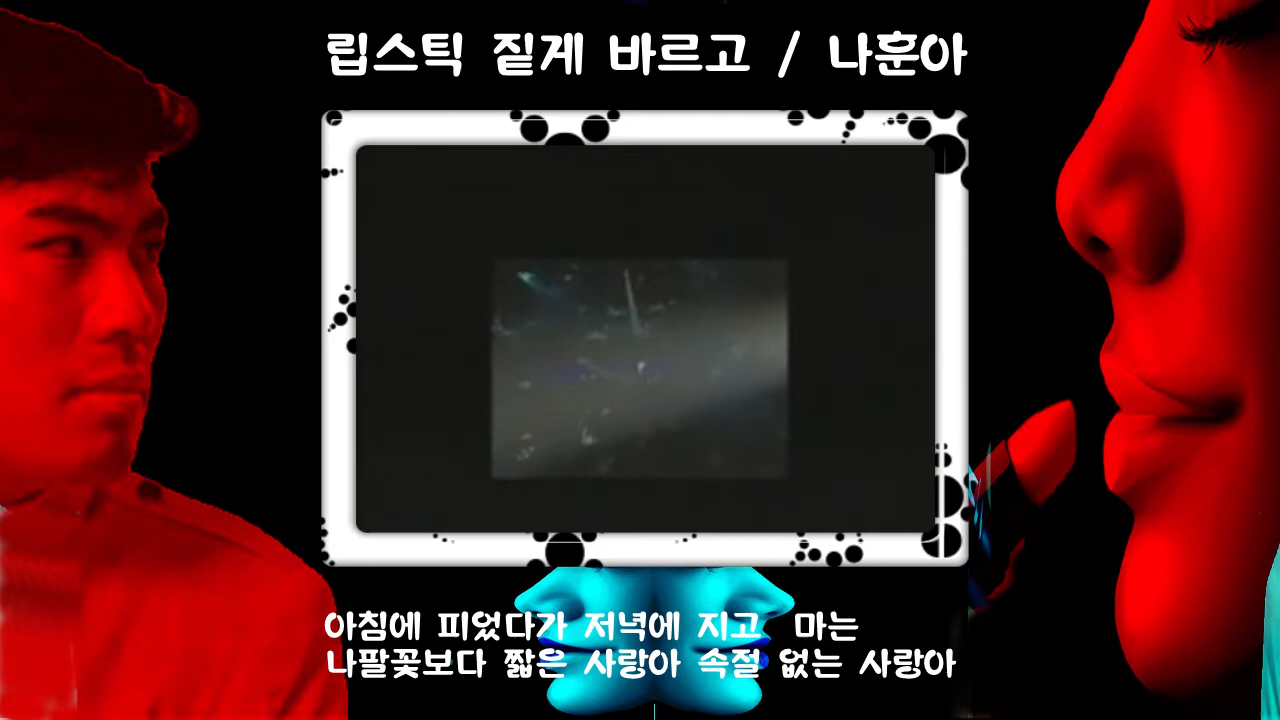 립스틱 짙게 바르고 / 나훈아
아침에 피었다가 저녁에 지고 마는
나팔꽃보다 짧은 사랑아 속절 없는 사랑아